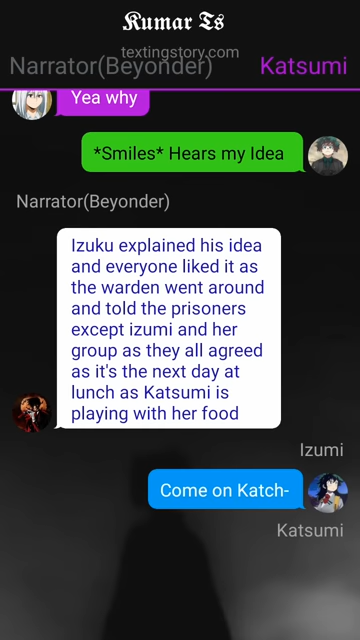 Kumar Ts
textingstory.com
Narrator(Beyonder) Katsumi
Yea why
*Smiles* Hears my Idea
Narrator(Beyonder)
Izuku explained his idea
and everyone liked it as
the warden went around
and told the prisoners
except izumi and her
group as they all agreed
as it's the next day at
lunch as Katsumi is
playing with her food
Izumi
Come on Katch-
Katsumi